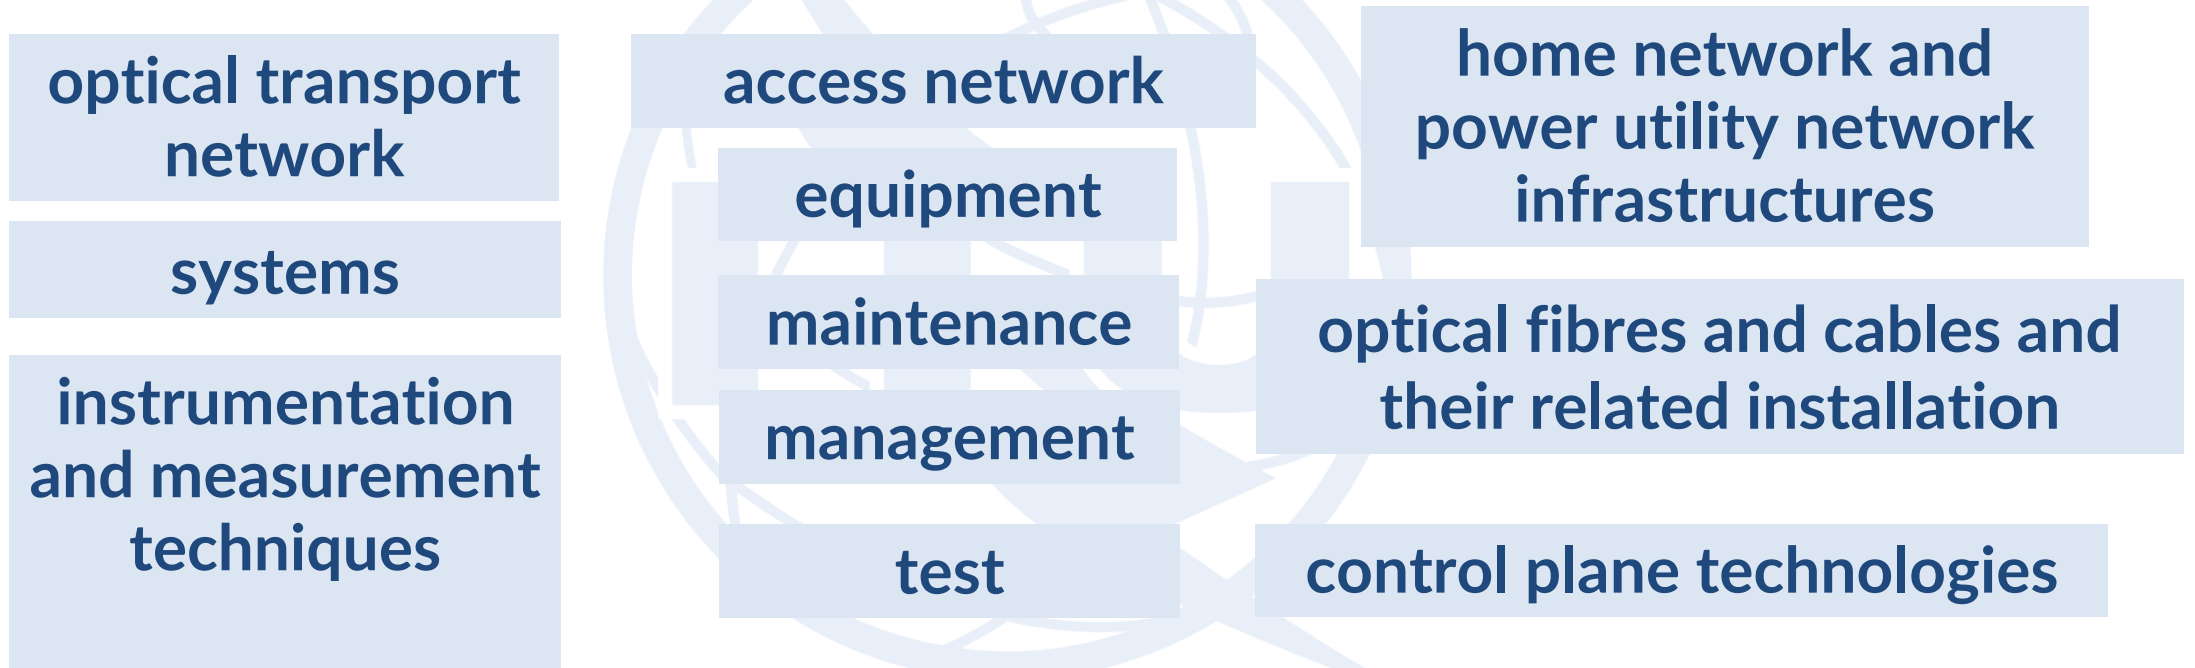 optical transport
network
systems
instrumentation
and measurement
techniques
access network
equipment
maintenance
management
test
home network and
power utility network
infrastructures
optical fibres and cables and
their related installation
control plane technologies